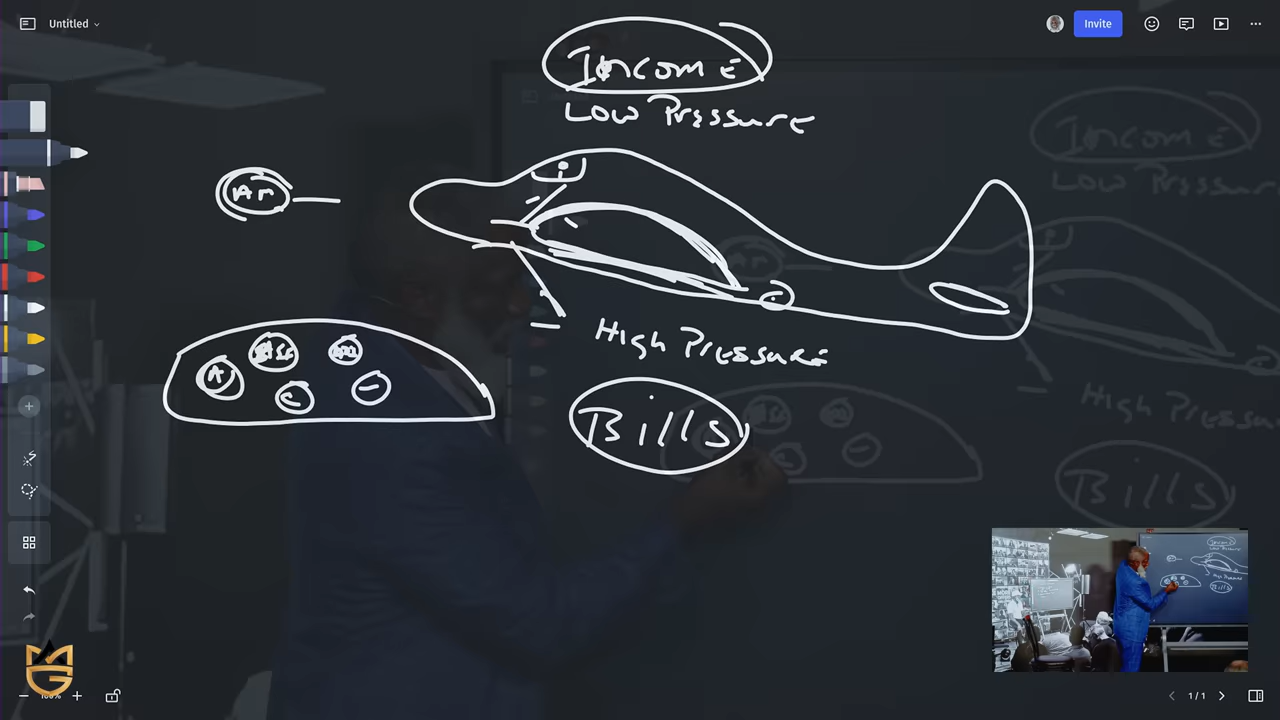 Untitled
Invite
Income
Low Pressure
Air
A
High Pressure
Bills
1/1